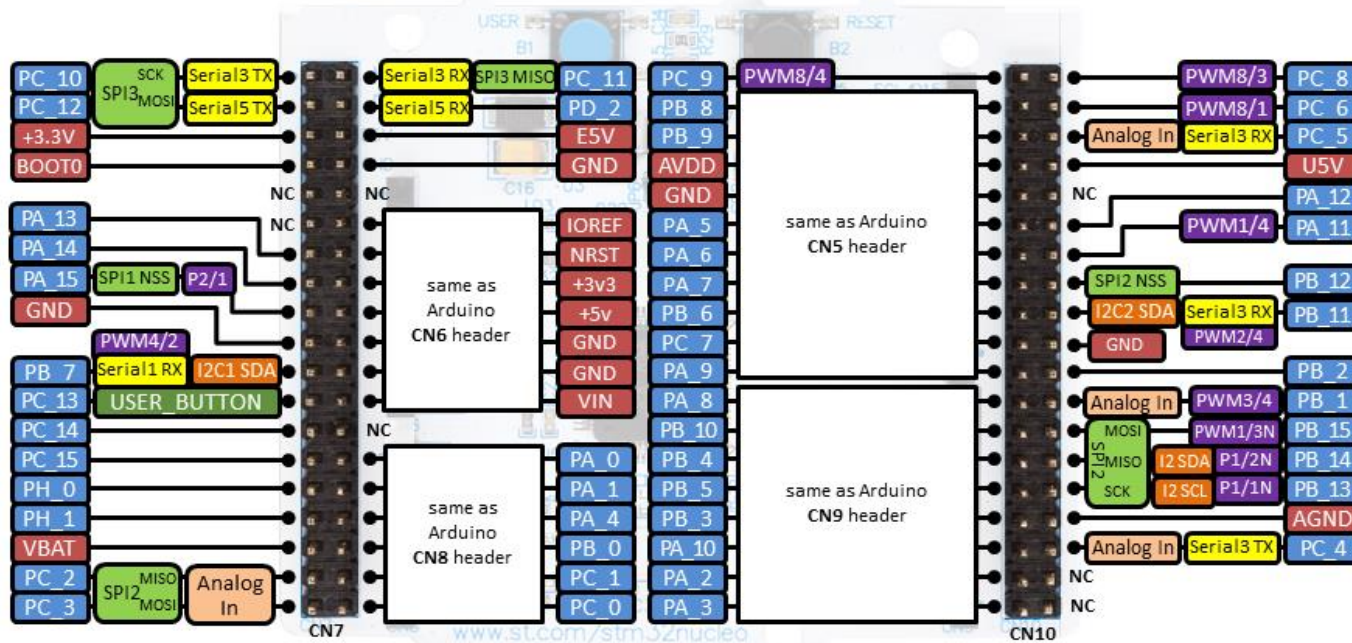 USER
RESET
B1
B2
R29
PC_10 SCK Serial3 TX
SPI3
PC_12 MOSI Serial5 TX
+3.3V
BOOT0
NC
PA_13 NC
PA_14
PA_15 SPI1 NSS P2/1
GND
PWM4/2
PB_7 Serial1 RX I2C1 SDA
PC_13 USER_BUTTON
PC_14
PC_15
PH_0
PH_1
VBAT
PC_2 MISO Analog
SPI2
PC_3 MOSI In
CN7
Serial3 RX SPI3 MISO PC_11
Serial5 RX PD_2
E5V
GND
C16
NC
IOREF
NRST
same as +3v3
Arduino +5v
CN6 header GND
GND
VIN
NC
PA_0
PA_1
same as
Arduino PA_4
CN8 header PB_0
PC_1
PC_0
www.st.com/stm32nucleo
PC_9 PWM8/4
PB_8
PB_9
AVDD
GND
PA_5 same as Arduino
PA_6 CN5 header
PA_7
PB_6
PC_7
PA_9
PA_8
PB_10
PB_4
PB_5 same as Arduino
PB_3 CN9 header
PA_10
PA_2
PA_3
PWM8/3 PC_8
PWM8/1 PC_6
Analog In Serial3 RX PC_5
U5V
NC
PA_12
PWM1/4 PA_11
SPI2 NSS PB_12
I2C2 SDA Serial3 RX PB_11
GND PWM2/4
PB_2
Analog In PWM3/4 PB_1
MOSI PWM1/3N PB_15
SPI2 MISO I2 SDA P1/2N PB_14
SCK I2 SCL P1/1N PB_13
AGND
Analog In Serial3 TX PC_4
NC
NC
CN10